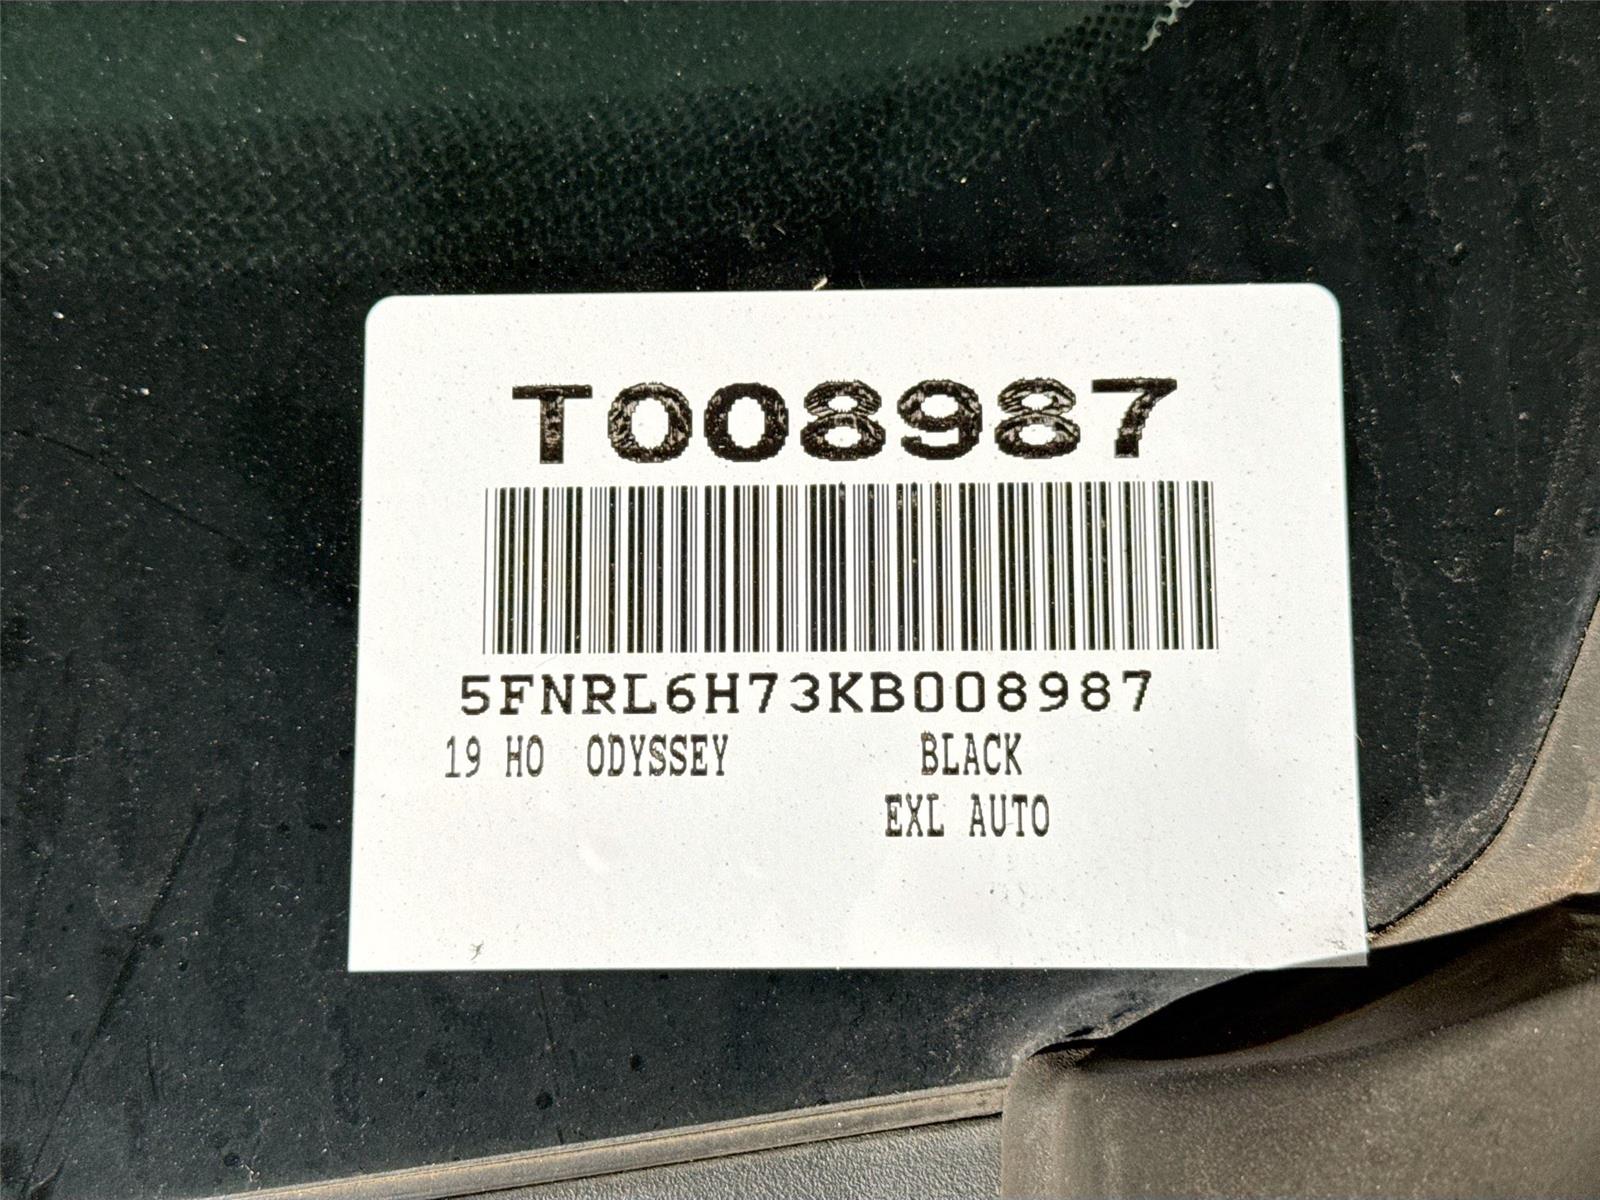 T008987
5FNRL6H73KB008987
19 HO ODYSSEY BLACK
EXL AUTO